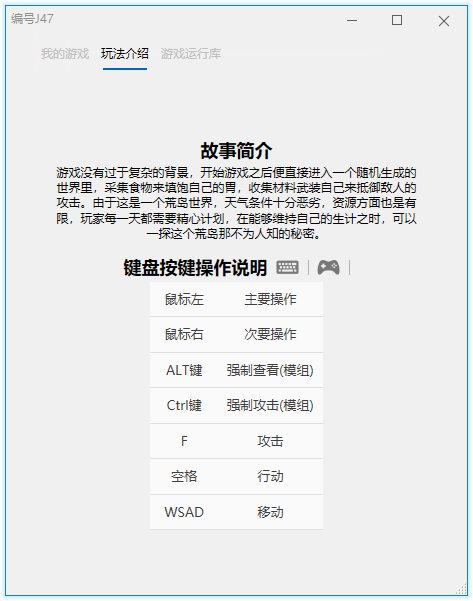 编号J47
我的游戏 玩法介绍 游戏运行库
故事简介
游戏没有过于复杂的背景，开始游戏之后便直接进入一个随机生成的
世界里，采集食物来填饱自己的胃，收集材料武装自己来抵御敌人的
攻击。由于这是一个荒岛世界，天气条件十分恶劣，资源方面也是有
限，玩家每一天都需要精心计划，在能够维持自己的生计之时，可以
一探这个荒岛那不为人知的秘密。
键盘按键操作说明
鼠标左 主要操作
鼠标右 次要操作
ALT键 强制查看(模组)
Ctrl键 强制攻击(模组)
F 攻击
空格 行动
WSAD 移动